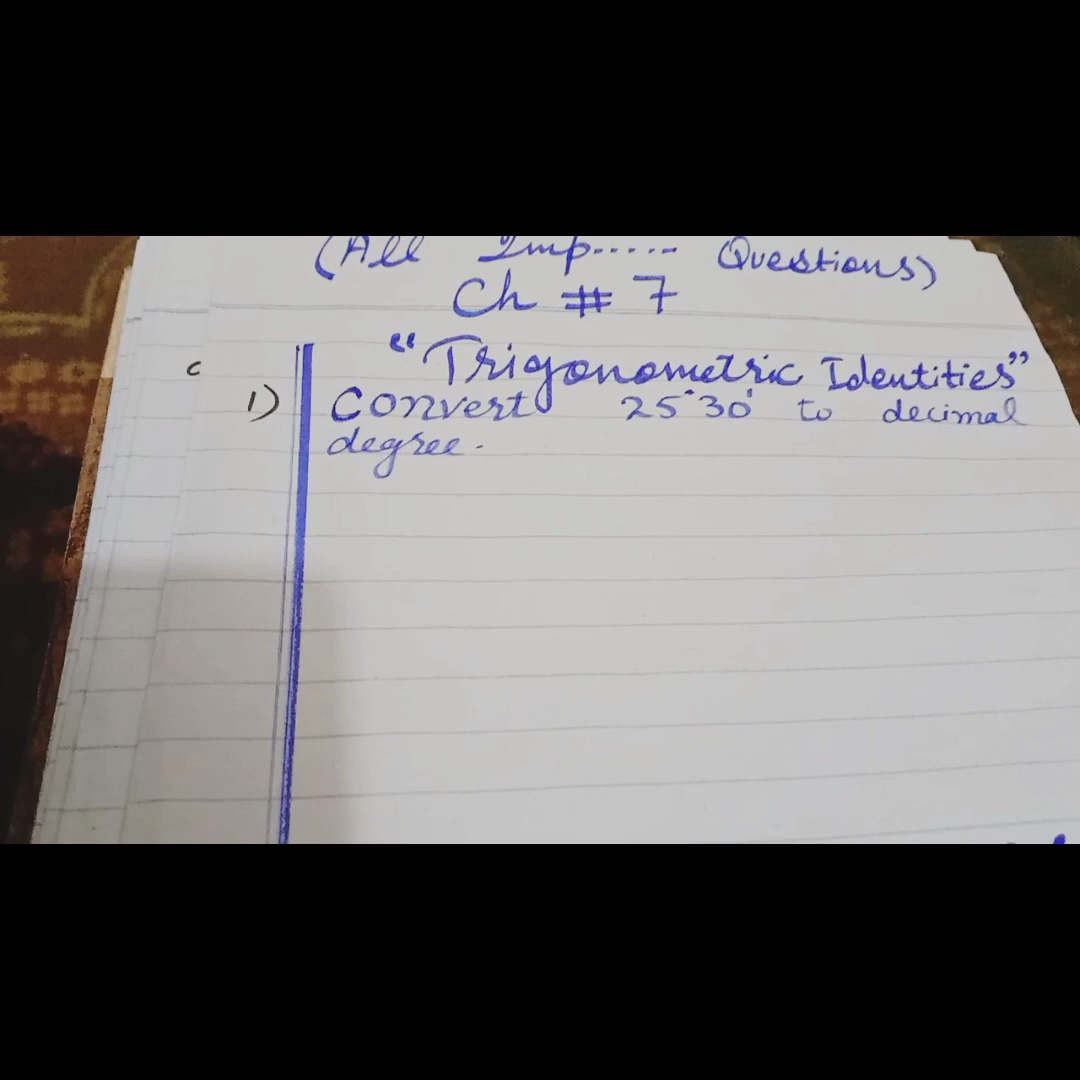 (All Imp..... Questions)
Ch # 7
"Trigonometric Identities"
c
1) Convert 25°30' to decimal
degree.